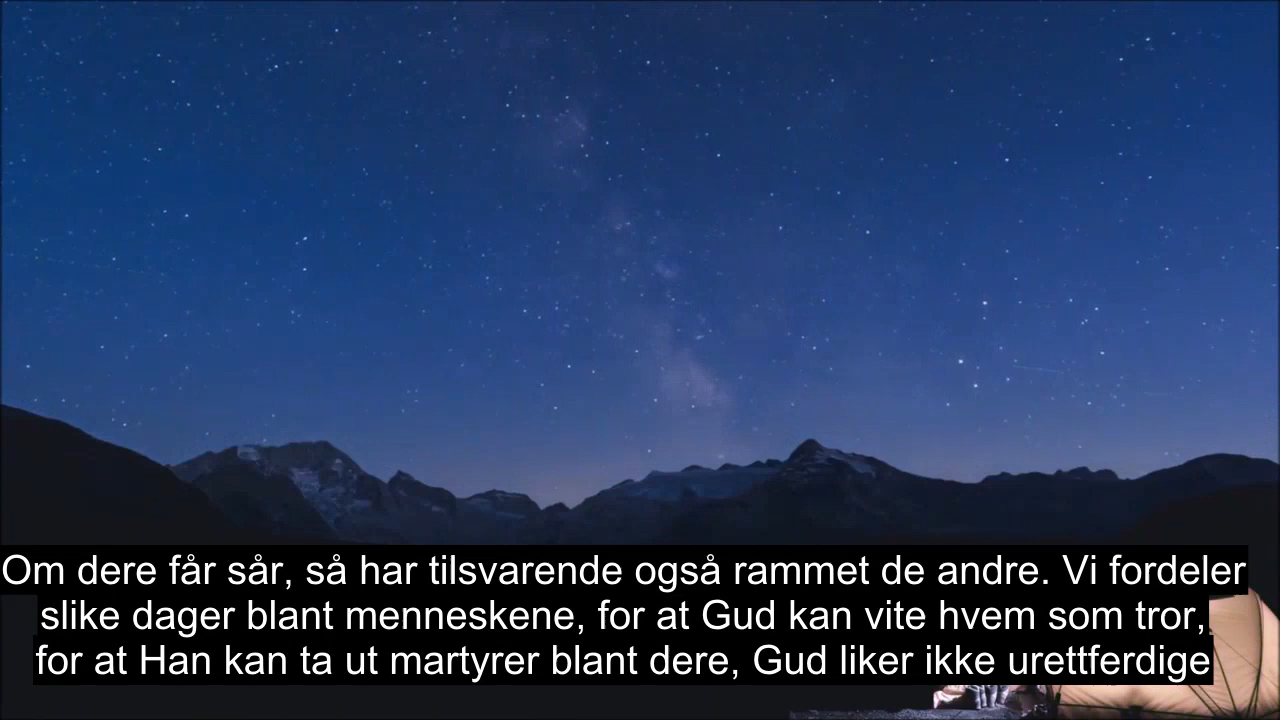 Om dere får sår, så har tilsvarende også rammet de andre. Vi fordeler
slike dager blant menneskene, for at Gud kan vite hvem som tror,
for at Han kan ta ut martyrer blant dere, Gud liker ikke urettferdige